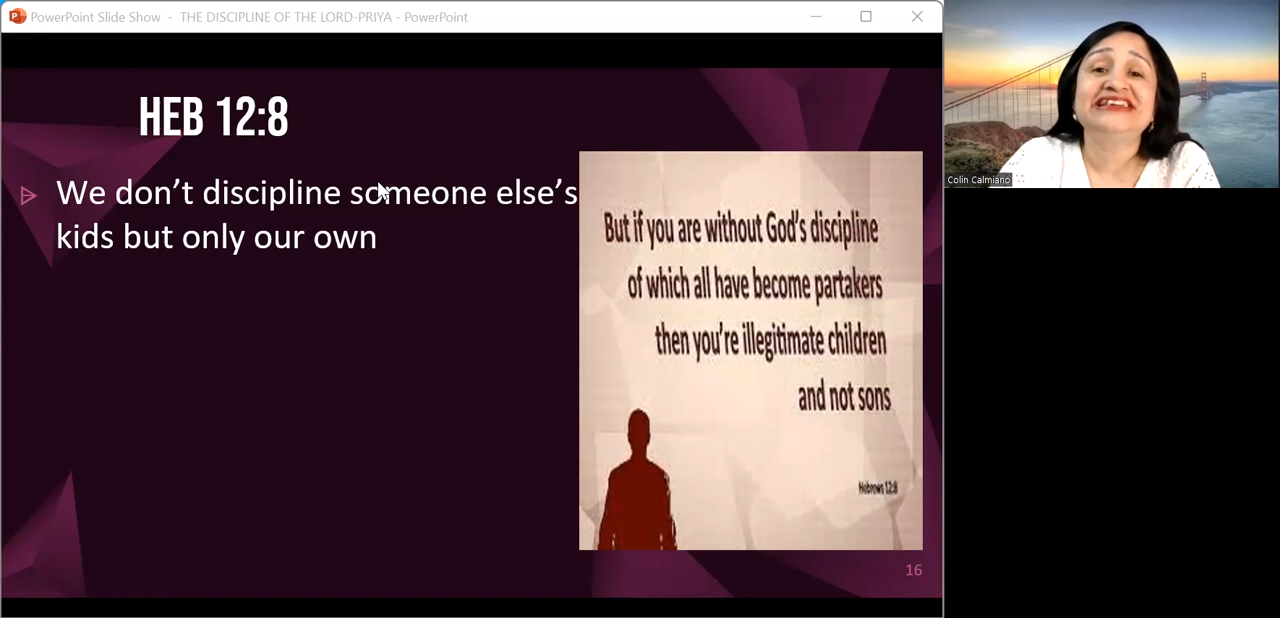 PowerPoint Slide Show - THE DISCIPLINE OF THE LORD-PRIYA - PowerPoint
HEB 12:8
We don't discipline someone else's
kids but only our own
But if you are without God's discipline
of which all have become partakers
then you're illegitimate children
and not sons
Hebrews 12:8
16
Colin Calmiano